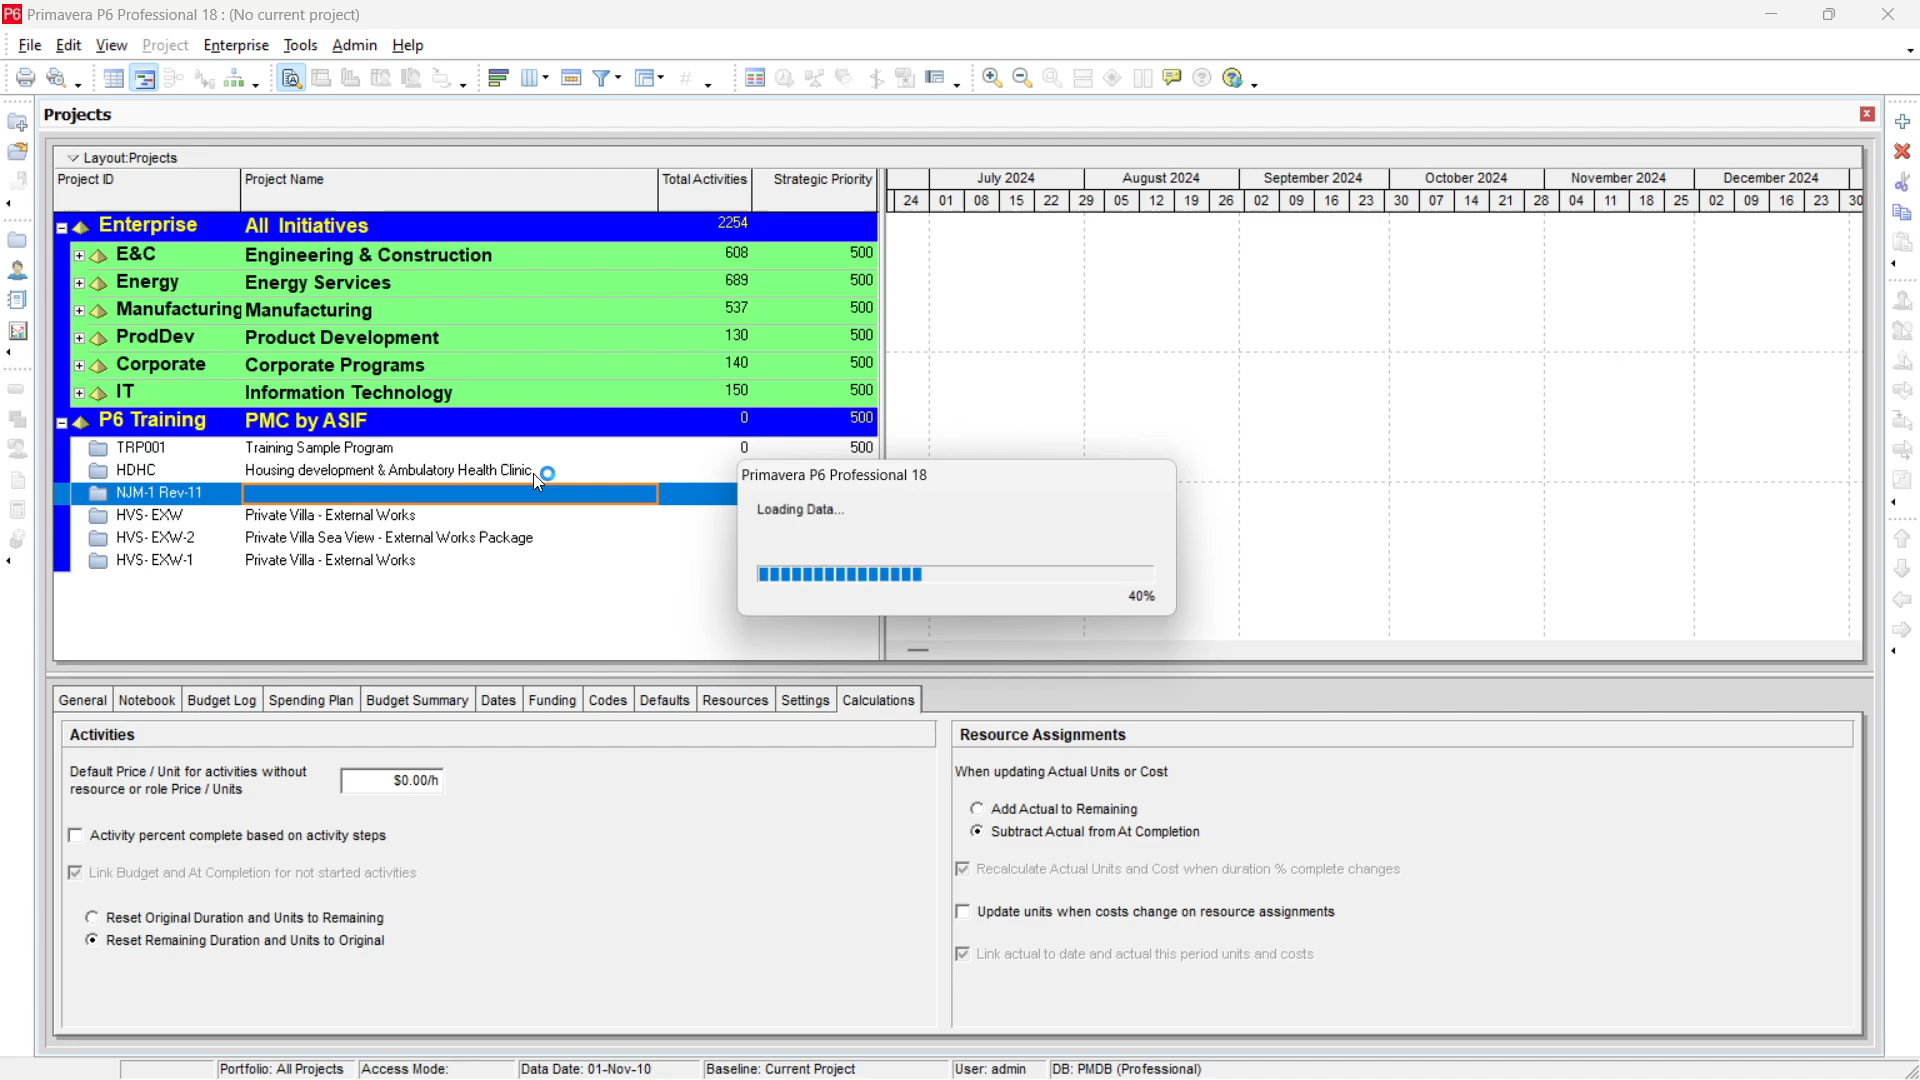 P6 Primavera P6 Professional 18 : (No current project)
File Edit View Project Enterprise Tools Admin Help
Projects
Layout:Projects
Project ID Project Name Total Activities Strategic Priority
July 2024 August 2024 September 2024 October 2024 November 2024 December 2024
24 01 08 15 22 29 05 12 19 26 02 09 16 23 30 07 14 21 28 04 11 18 25 02 09 16 23 30
Enterprise All Initiatives 2254
E&C Engineering & Construction 608 500
Energy Energy Services 689 500
Manufacturing Manufacturing 537 500
ProdDev Product Development 130 500
Corporate Corporate Programs 140 500
IT Information Technology 150 500
P6 Training PMC by ASIF 0 500
TRP001 Training Sample Program 0 500
HDHC Housing development & Ambulatory Health Clinic
NJM-1 Rev-11
HVS- EXW Private Villa - External Works
HVS- EXW-2 Private Villa Sea View - External Works Package
HVS- EXW-1 Private Villa - External Works
Primavera P6 Professional 18
Loading Data...
40%
General Notebook Budget Log Spending Plan Budget Summary Dates Funding Codes Defaults Resources Settings Calculations
Activities
Default Price / Unit for activities without
resource or role Price / Units
$0.00/h
Activity percent complete based on activity steps
Link Budget and At Completion for not started activities
Reset Original Duration and Units to Remaining
Reset Remaining Duration and Units to Original
Resource Assignments
When updating Actual Units or Cost
Add Actual to Remaining
Subtract Actual from At Completion
Recalculate Actual Units and Cost when duration % complete changes
Update units when costs change on resource assignments
Link actual to date and actual this period units and costs
Portfolio: All Projects Access Mode: Data Date: 01-Nov-10 Baseline: Current Project User: admin DB: PMDB (Professional)